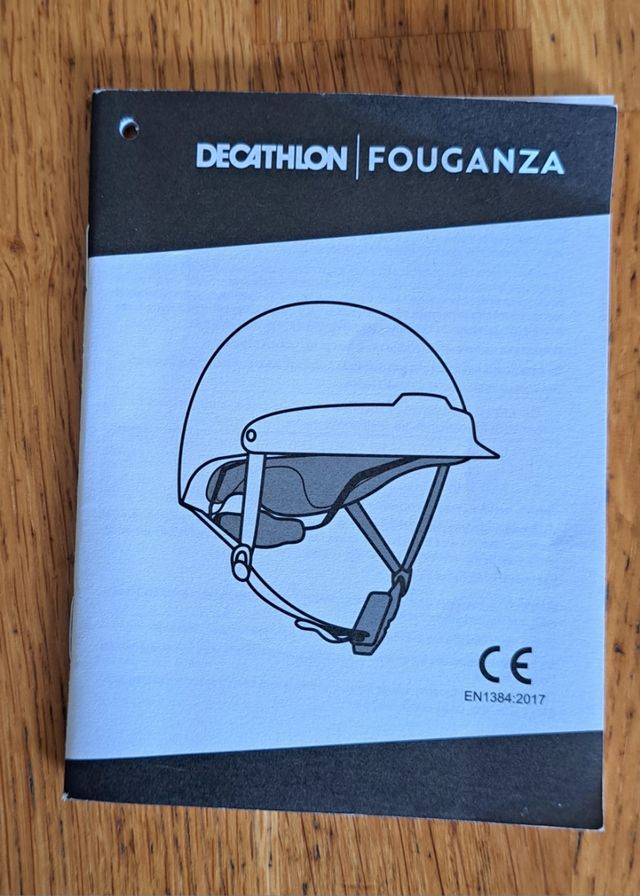 DECATHLON | FOUGANZA
CE
EN1384:2017